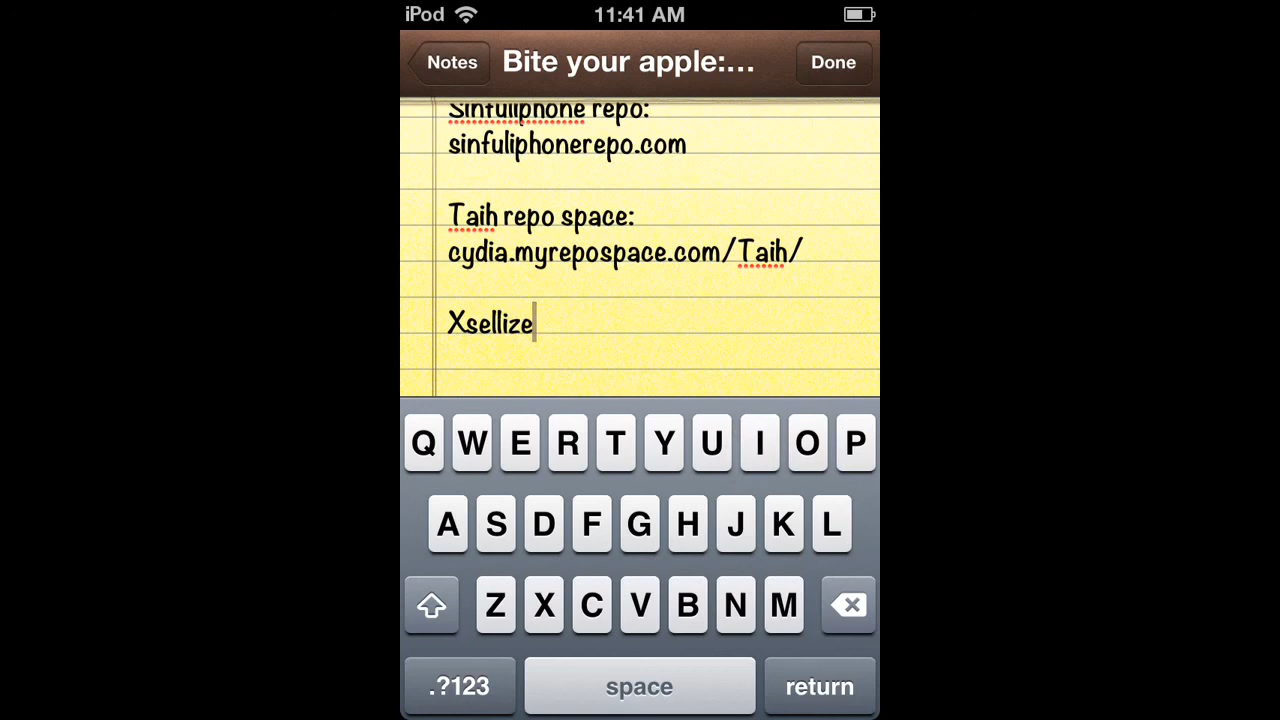 iPod 11:41 AM
Notes Bite your apple:... Done
Sinfuliphone repo:
sinfuliphonerepo.com
Taih repo space:
cydia.myrepospace.com/Taih/
Xsellize
Q W E R T Y U I O P
A S D F G H J K L
Z X C V B N M
.?123 space return